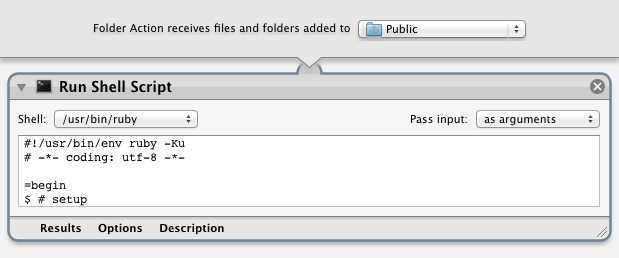 Folder Action receives files and folders added to Public
Run Shell Script
Shell: /usr/bin/ruby Pass input: as arguments
#!/usr/bin/env ruby -Ku
# -*- coding: utf-8 -*-
=begin
$ # setup
Results Options Description